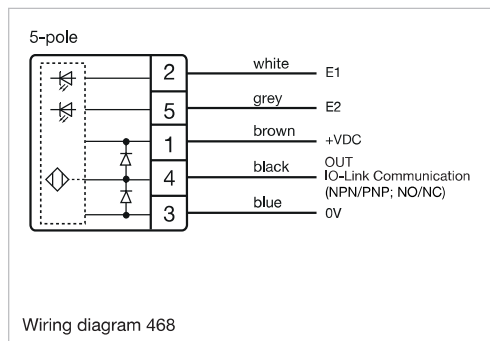 5-pole
2 white E1
5 grey E2
1 brown +VDC
4 black OUT
IO-Link Communication
(NPN/PNP; NO/NC)
3 blue 0V
Wiring diagram 468